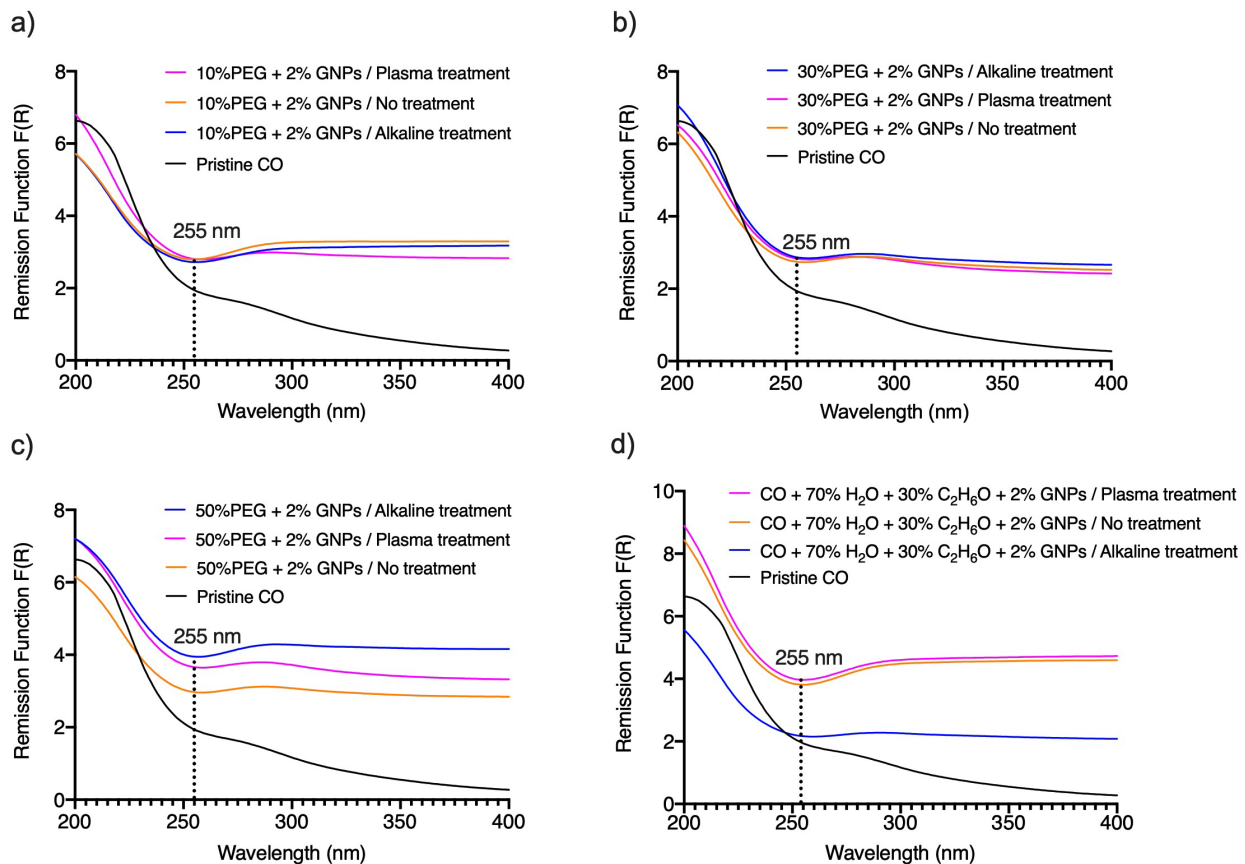 a)
10%PEG + 2% GNPs / Plasma treatment
10%PEG + 2% GNPs / No treatment
10%PEG + 2% GNPs / Alkaline treatment
Pristine CO
Remission Function F(R)
8
6
4
2
0
255 nm
200
250
300
350
400
Wavelength (nm)
b)
30%PEG + 2% GNPs / Alkaline treatment
30%PEG + 2% GNPs / Plasma treatment
30%PEG + 2% GNPs / No treatment
Pristine CO
Remission Function F(R)
8
6
4
2
0
255 nm
200
250
300
350
400
Wavelength (nm)
c)
50%PEG + 2% GNPs / Alkaline treatment
50%PEG + 2% GNPs / Plasma treatment
50%PEG + 2% GNPs / No treatment
Pristine CO
Remission Function F(R)
8
6
4
2
0
255 nm
200
250
300
350
400
Wavelength (nm)
d)
CO + 70% H₂O + 30% C₂H₆O + 2% GNPs / Plasma treatment
CO + 70% H₂O + 30% C₂H₆O + 2% GNPs / No treatment
CO + 70% H₂O + 30% C₂H₆O + 2% GNPs / Alkaline treatment
Pristine CO
Remission Function F(R)
10
8
6
4
2
0
255 nm
200
250
300
350
400
Wavelength (nm)